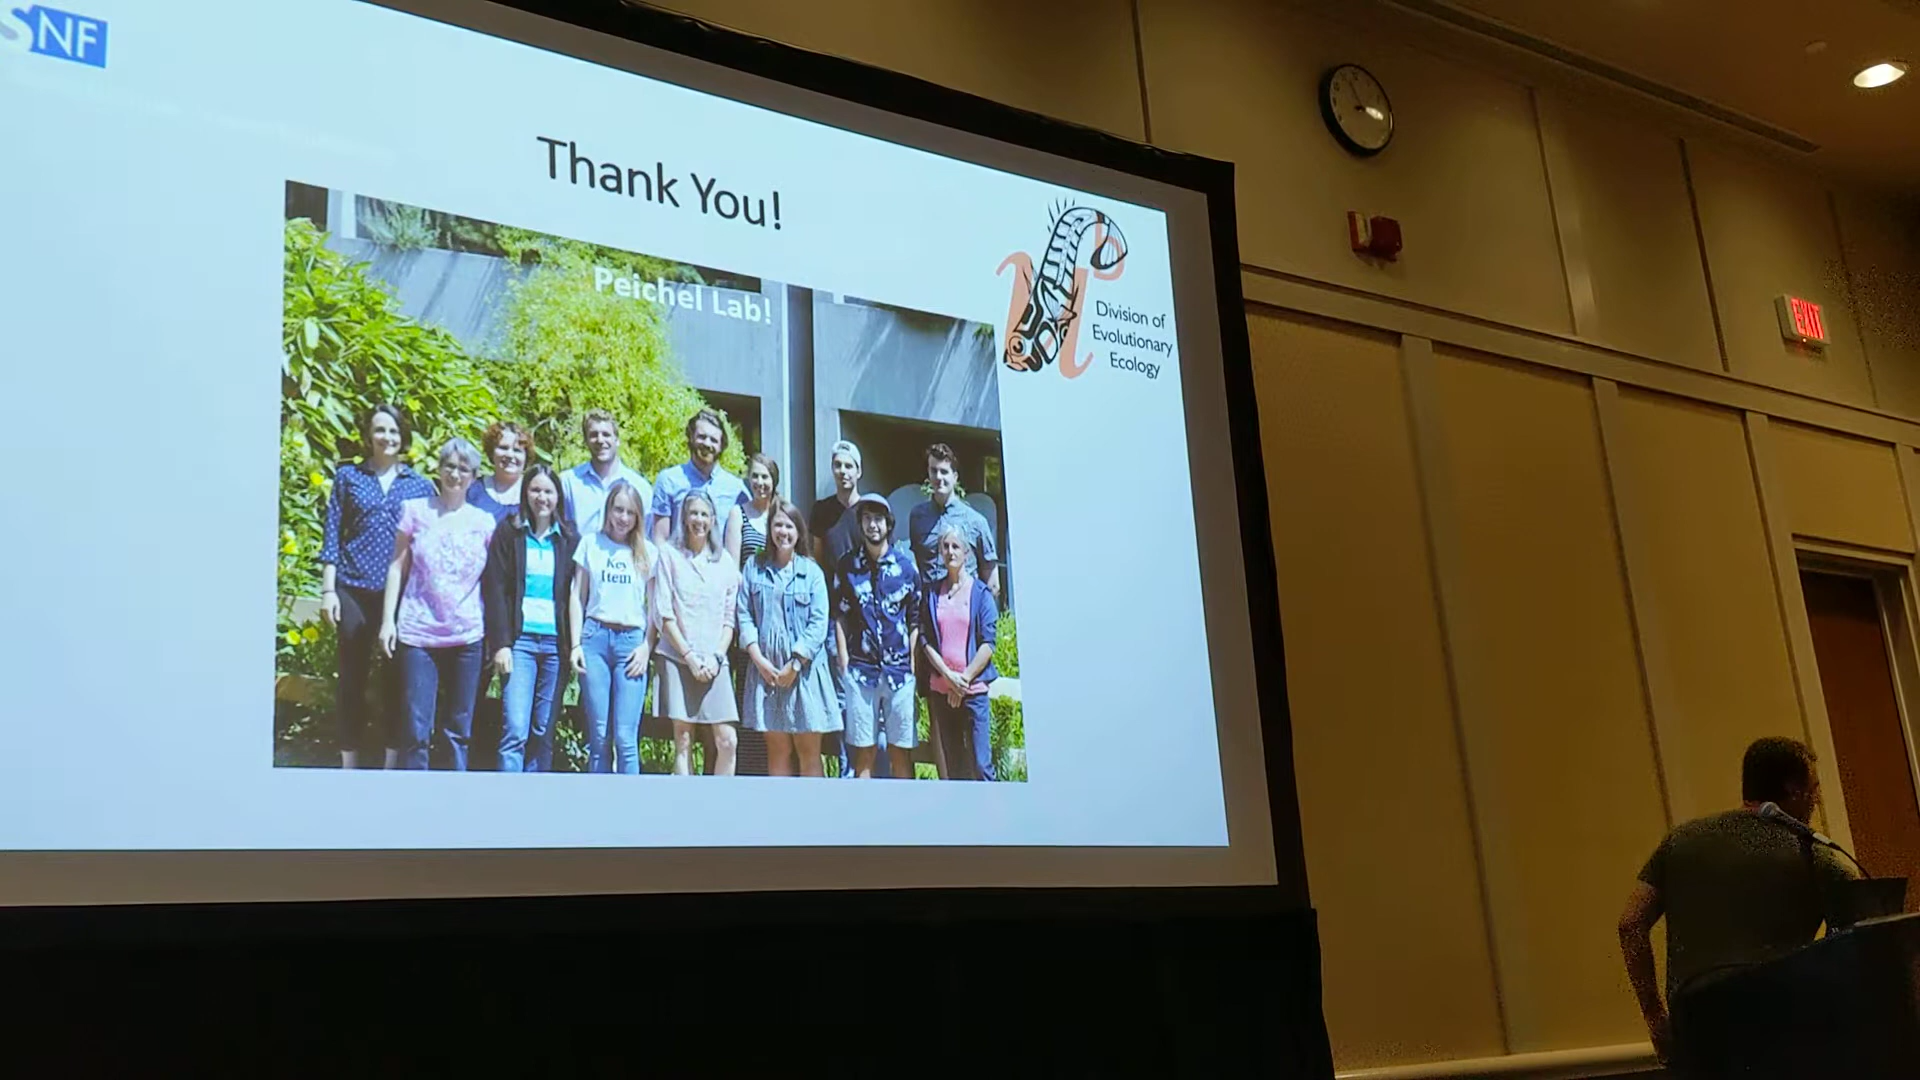 SNF
Thank You!
Peichel Lab!
Division of
Evolutionary
Ecology
Key
Item
EXIT